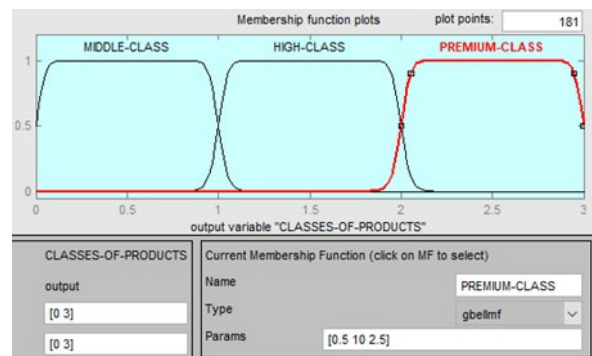 Membership function plots plot points: 181
MIDDLE-CLASS HIGH-CLASS PREMIUM-CLASS
1
0.5
0
0 0.5 1 1.5 2 2.5 3
output variable "CLASSES-OF-PRODUCTS"
CLASSES-OF-PRODUCTS
output
[0 3]
[0 3]
Current Membership Function (click on MF to select)
Name PREMIUM-CLASS
Type gbellmf
Params [0.5 10 2.5]